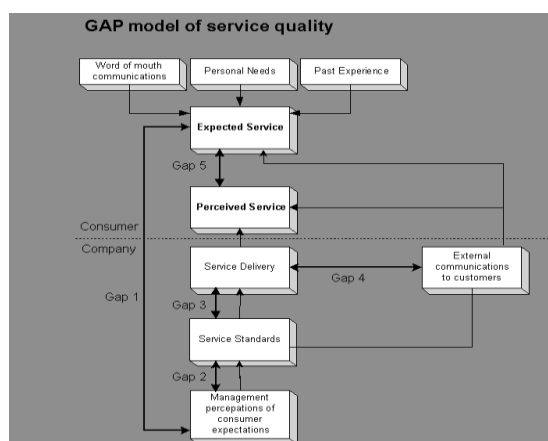 GAP model of service quality
Word of mouth
communications
Personal Needs
Past Experience
Expected Service
Gap 5
Perceived Service
Consumer
Company
Service Delivery
Gap 4
External
communications
to customers
Gap 1
Gap 3
Service Standards
Gap 2
Management
percepations of
consumer
expectations